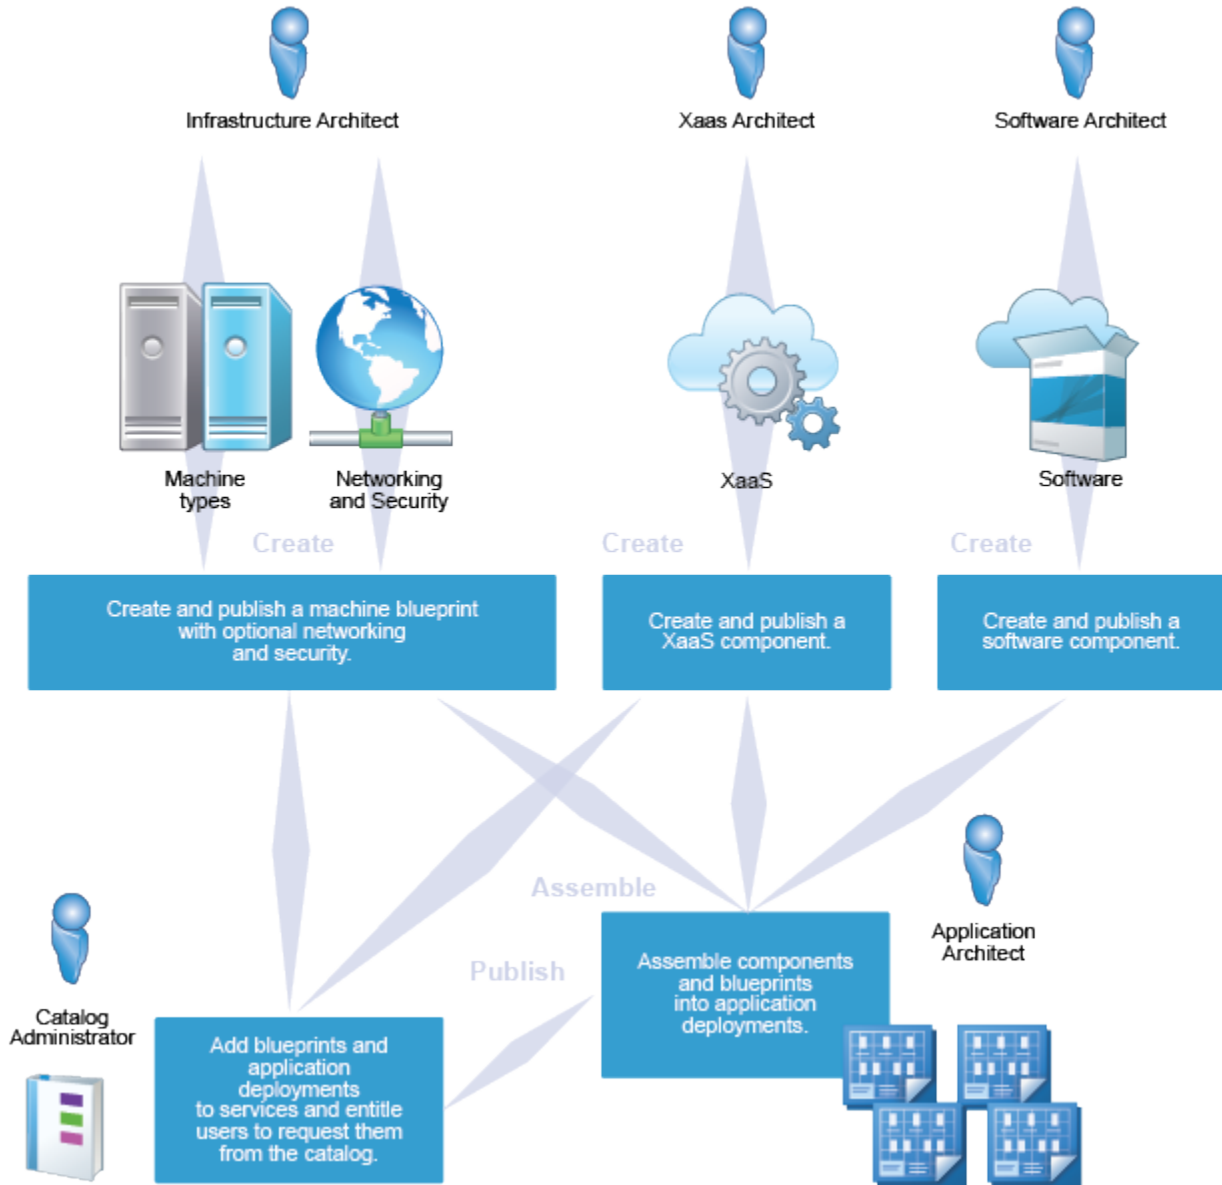 Infrastructure Architect
Xaas Architect
Software Architect
Machine
types
Networking
and Security
XaaS
Software
Create
Create
Create
Create and publish a machine blueprint
with optional networking
and security.
Create and publish a
XaaS component.
Create and publish a
software component.
Assemble
Application
Architect
Publish
Assemble components
and blueprints
into application
deployments.
Catalog
Administrator
Add blueprints and
application
deployments
to services and entitle
users to request them
from the catalog.